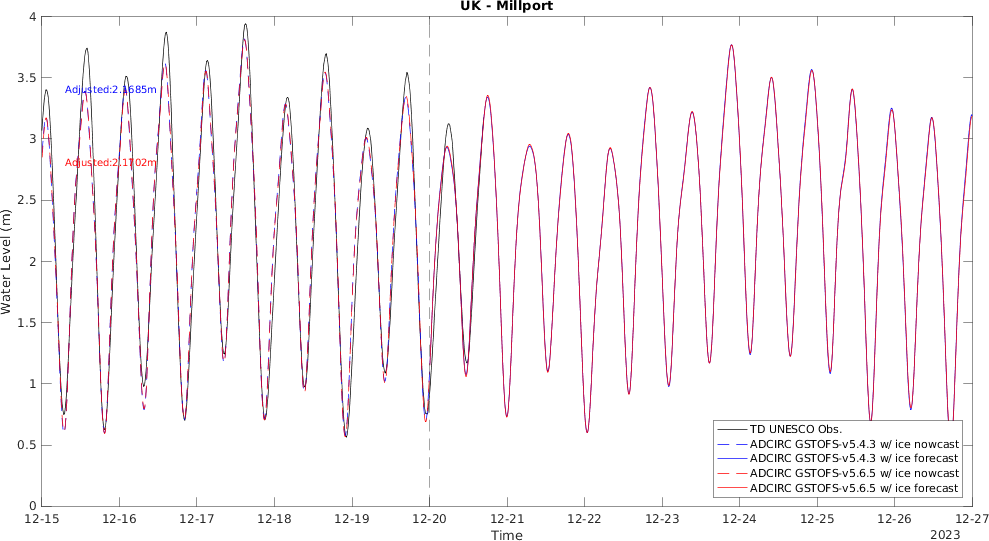 UK - Millport
4
3.5
3
2.5
2
1.5
1
0.5
0
Water Level (m)
Adjusted:2.1685m
Adjusted:2.1702m
TD UNESCO Obs.
ADCIRC GSTOFS-v5.4.3 w/ ice nowcast
ADCIRC GSTOFS-v5.4.3 w/ ice forecast
ADCIRC GSTOFS-v5.6.5 w/ ice nowcast
ADCIRC GSTOFS-v5.6.5 w/ ice forecast
12-15 12-16 12-17 12-18 12-19 12-20 12-21 12-22 12-23 12-24 12-25 12-26 12-27
Time
2023